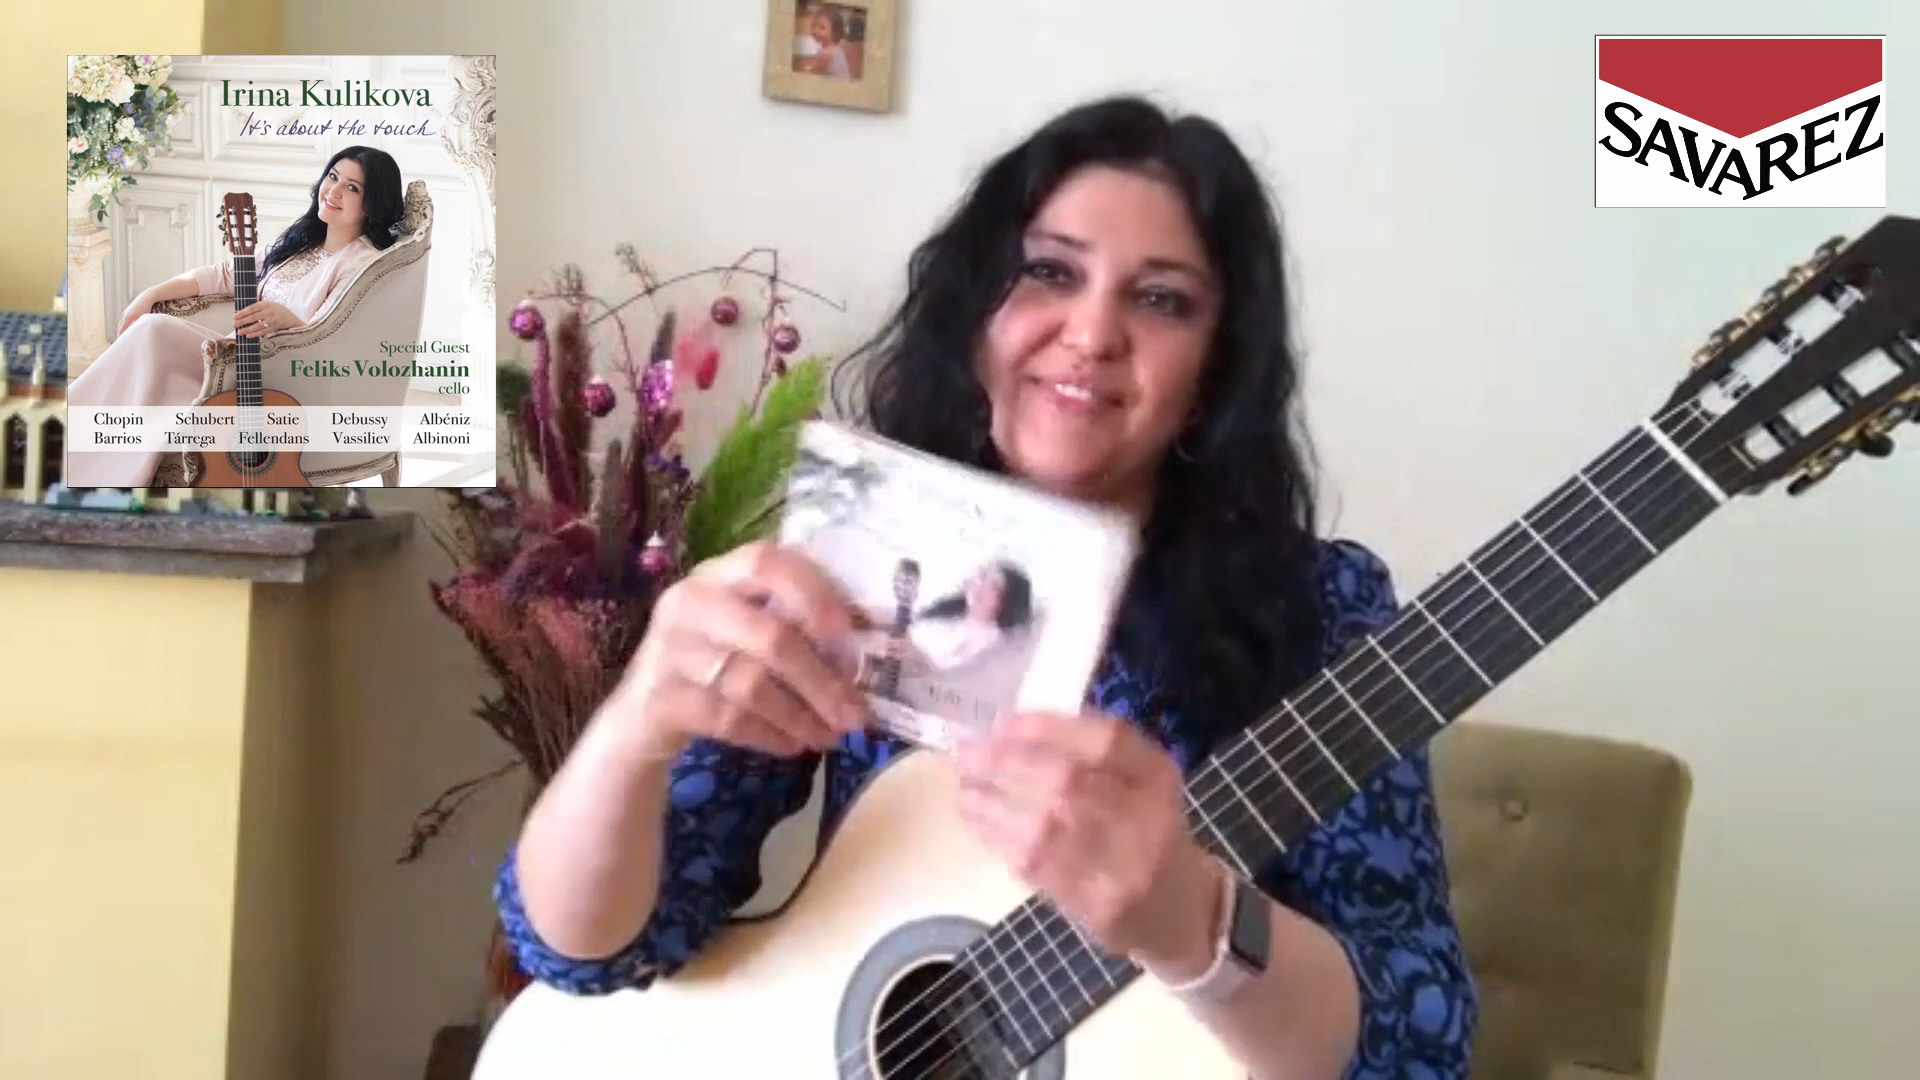 Irina Kulikova
It's about the touch
Special Guest
Feliks Volozhanin
cello
Chopin Schubert Satie Debussy Albéniz
Barrios Tárrega Fellendans Vassiliev Albinoni
SAVAREZ